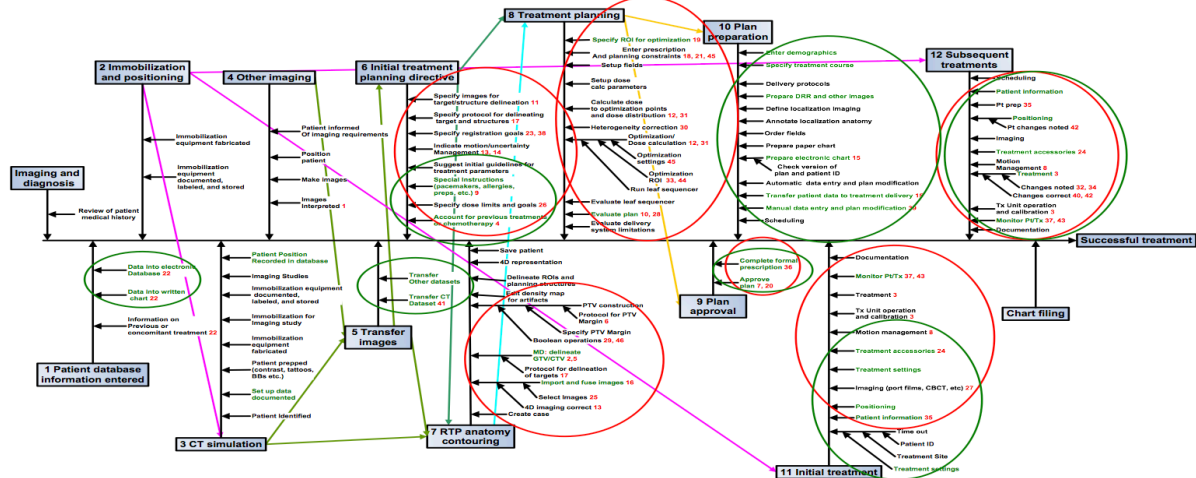 8 Treatment planning
Specify ROI for optimization 19
Enter prescription
And planning constraints 18, 21, 45
Setup fields
Setup dose
calc parameters
Calculate dose
to optimization points
and dose distribution 12, 31
Heterogeneity correction 30
Optimization/
Dose calculation 12, 31
Optimization
settings 45
Optimization
ROI 33, 44
Run leaf sequencer
Evaluate leaf sequencer
Evaluate plan 10, 28
Evaluate delivery
system limitations
10 Plan
preparation
Enter demographics
Specify treatment course
Delivery protocols
Prepare DRR and other images
Define localization imaging
Annotate localization anatomy
Order fields
Prepare paper chart
Prepare electronic chart 15
Check version of
plan and patient ID
Automatic data entry and plan modification
Transfer patient data to treatment delivery 15
Manual data entry and plan modification 39
Scheduling
12 Subsequent
treatments
Scheduling
Patient information
Pt prep 35
Positioning
Pt changes noted 42
Imaging
Treatment accessories 24
Motion
Management 8
Treatment 3
Changes noted 32, 34
Changes correct 40, 42
Tx Unit operation
and calibration 3
Monitor Pt/Tx 37, 43
Documentation
2 Immobilization
and positioning
Immobilization
equipment fabricated
Immobilization
equipment
documented,
labeled, and stored
4 Other imaging
Patient informed
Of imaging requirements
Position
patient
Make images
Images
Interpreted 1
6 Initial treatment
planning directive
Specify images for
target/structure delineation 11
Specify protocol for delineating
target and structures 17
Specify registration goals 23, 38
Indicate motion/uncertainty
Management 13, 14
Suggest initial guidelines for
treatment parameters
Special Instructions
(pacemakers, allergies,
preps, etc.) 9
Specify dose limits and goals 26
Account for previous treatments
or chemotherapy 4
Imaging and
diagnosis
Review of patient
medical history
Successful treatment
Data into electronic
Database 22
Data into written
chart 22
Information on
Previous or
concomitant treatment 22
1 Patient database
information entered
Patient Position
Recorded in database
Imaging Studies
Immobilization equipment
documented, labeled, and stored
Immobilization for
Imaging study
Immobilization
equipment
fabricated
Patient prepped
(contrast, tattoos,
BBs etc.)
Set up data
documented
Patient Identified
3 CT simulation
Transfer
Other datasets
Transfer CT
Dataset 41
5 Transfer
images
Save patient
4D representation
Delineate ROIs and
planning structures
Edit density map
for artifacts
PTV construction
Protocol for PTV
Margin 6
Specify PTV Margin
Boolean operations 29, 46
MD: delineate
GTV/CTV 2,5
Protocol for delineation
of targets 17
Import and fuse images 16
Select Images 25
4D imaging correct 13
Create case
7 RTP anatomy
contouring
Complete formal
prescription 36
Approve
plan 7, 20
9 Plan
approval
Documentation
Monitor Pt/Tx 37, 43
Treatment 3
Tx Unit operation
and calibration 3
Motion management 8
Treatment accessories 24
Treatment settings
Imaging (port films, CBCT, etc) 27
Positioning
Patient information 35
Time out
Patient ID
Treatment Site
Treatment settings
11 Initial treatment
Chart filing